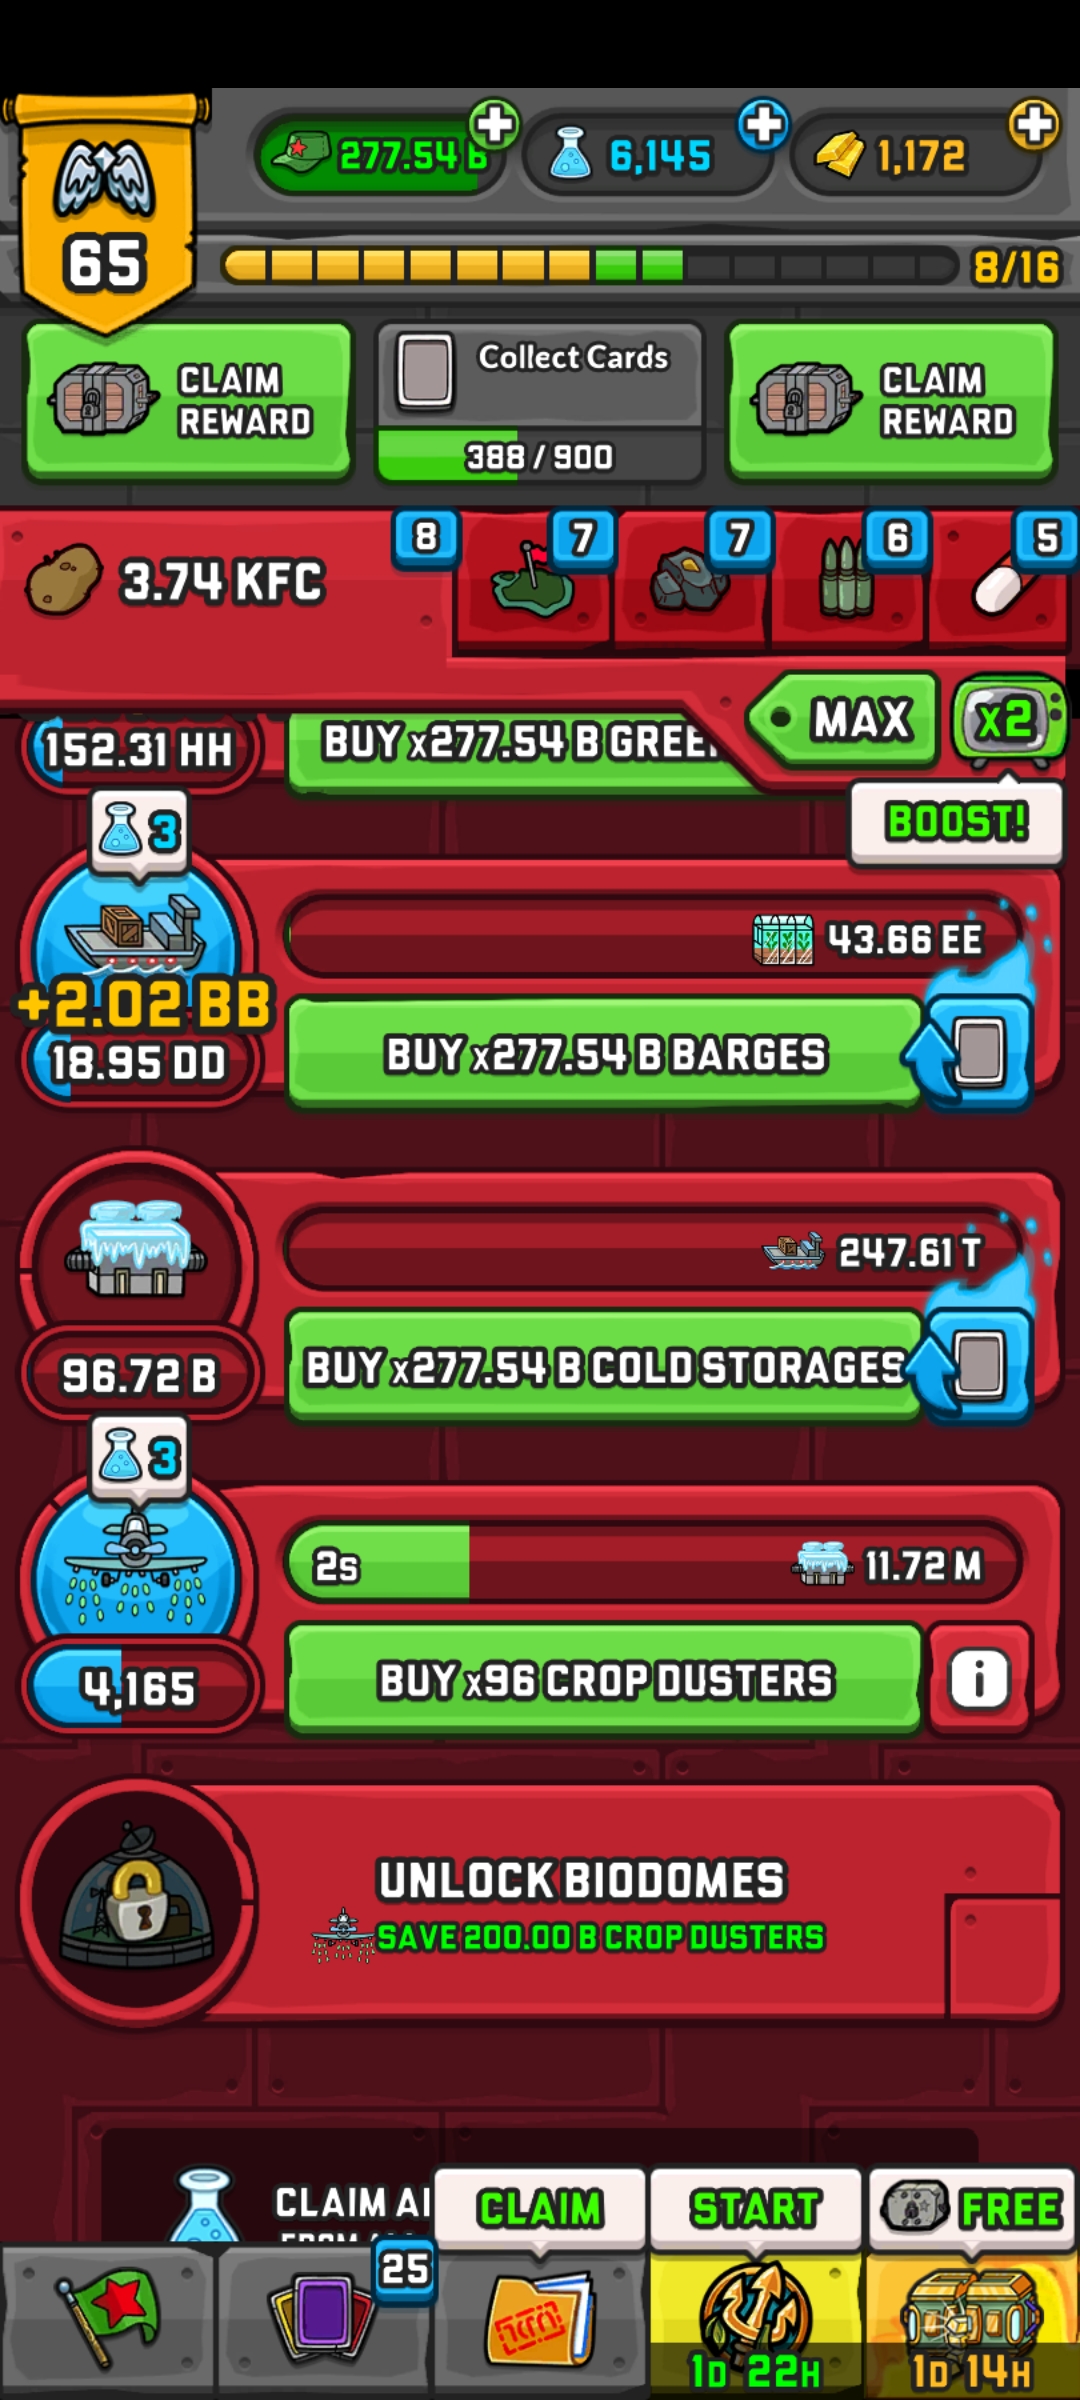 277.54 B
6,145
1,172
65
8/16
CLAIM
REWARD
Collect Cards
388 / 900
CLAIM
REWARD
3.74 KFC
8
7
7
6
5
MAX
x2
BOOST!
152.31 HH
BUY x277.54 B GREE
3
43.66 EE
+2.02 BB
18.95 DD
BUY x277.54 B BARGES
247.61 T
96.72 B
BUY x277.54 B COLD STORAGES
3
2s
11.72 M
4,165
BUY x96 CROP DUSTERS
i
UNLOCK BIODOMES
SAVE 200.00 B CROP DUSTERS
CLAIM
CLAIM
START
FREE
25
1D 22H
1D 14H